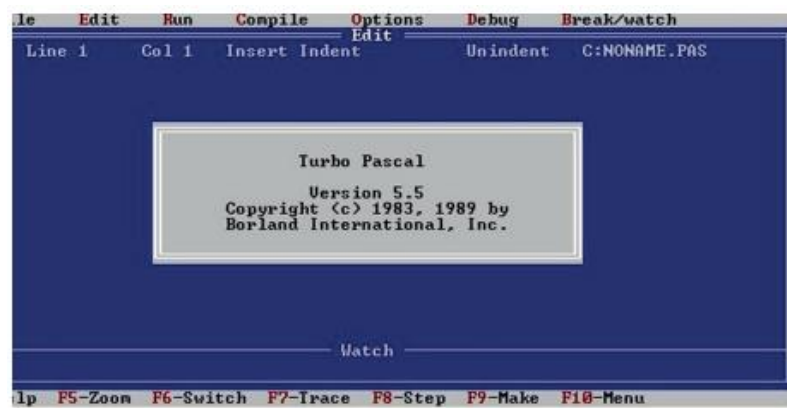 le Edit Run Compile Options Debug Break/watch
Edit
Line 1 Col 1 Insert Indent Unindent C:NONAME.PAS
Turbo Pascal
Version 5.5
Copyright (c) 1983, 1989 by
Borland International, Inc.
Watch
lp F5-Zoom F6-Switch F7-Trace F8-Step F9-Make F10-Menu